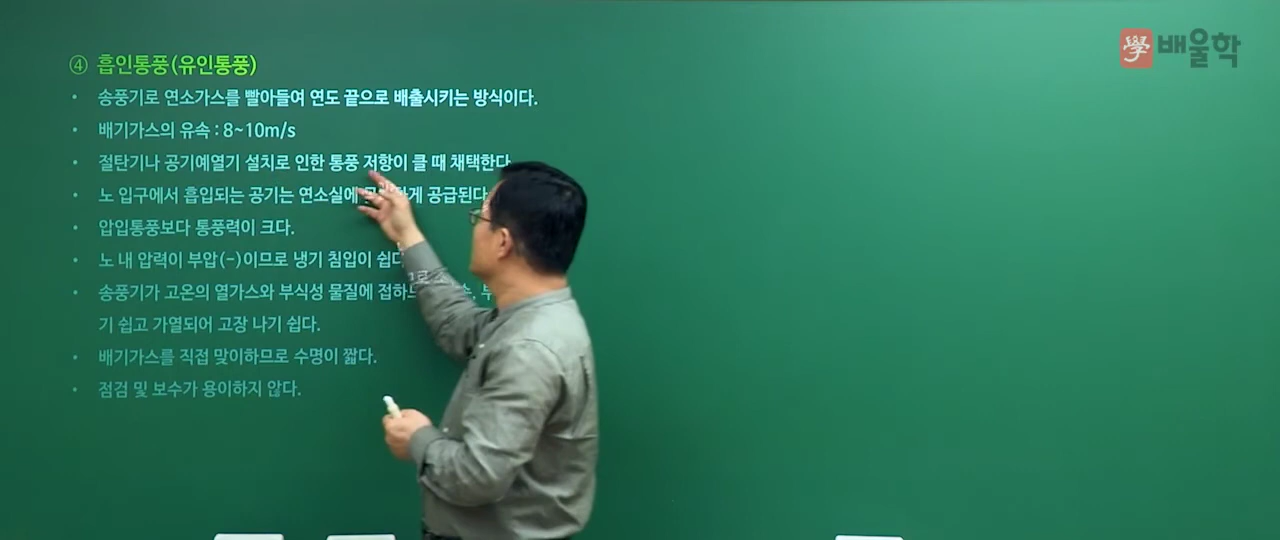 學 배울학
④ 흡인통풍(유인통풍)
• 송풍기로 연소가스를 빨아들여 연도 끝으로 배출시키는 방식이다.
• 배기가스의 유속 : 8~10m/s
• 절탄기나 공기예열기 설치로 인한 통풍 저항이 클 때 채택한다.
• 노 입구에서 흡입되는 공기는 연소실에 공급된다.
• 압입통풍보다 통풍력이 크다.
• 노 내 압력이 부압(-)이므로 냉기 침입이 쉽다
• 송풍기가 고온의 열가스와 부식성 물질에
기 쉽고 가열되어 고장 나기 쉽다.
• 배기가스를 직접 맞이하므로 수명이 짧다.
• 점검 및 보수가 용이하지 않다.